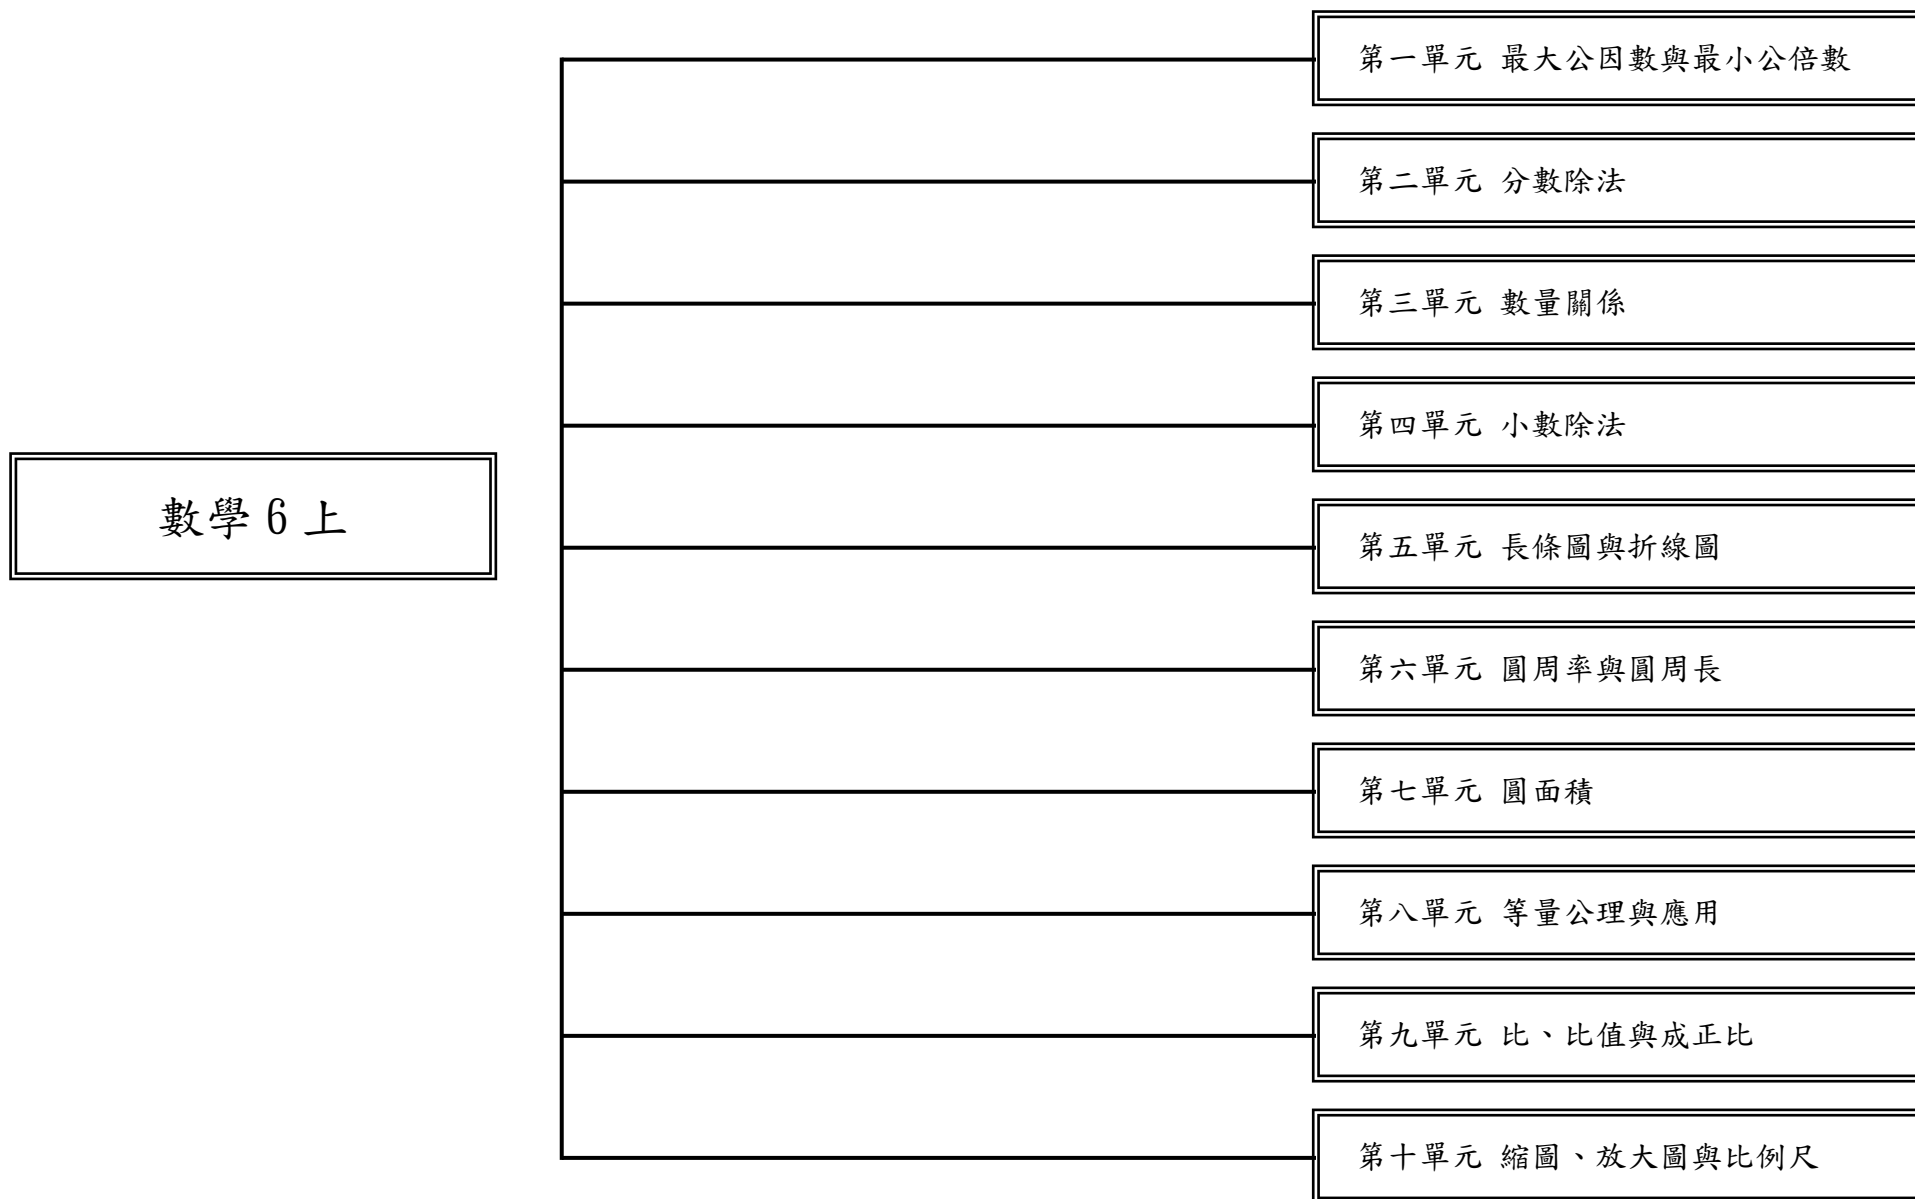 第一單元 最大公因數與最小公倍數
第二單元 分數除法
第三單元 數量關係
第四單元 小數除法
數學 6 上
第五單元 長條圖與折線圖
第六單元 圓周率與圓周長
第七單元 圓面積
第八單元 等量公理與應用
第九單元 比、比值與成正比
第十單元 縮圖、放大圖與比例尺